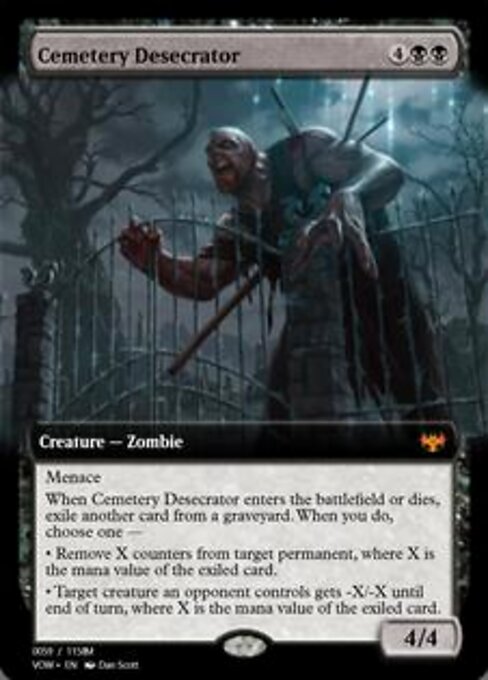 Cemetery Desecrator 4
Creature — Zombie
Menace
When Cemetery Desecrator enters the battlefield or dies,
exile another card from a graveyard. When you do,
choose one —
• Remove X counters from target permanent, where X is
the mana value of the exiled card.
• Target creature an opponent controls gets -X/-X until
end of turn, where X is the mana value of the exiled card.
4/4
VOW • EN Dan Scott